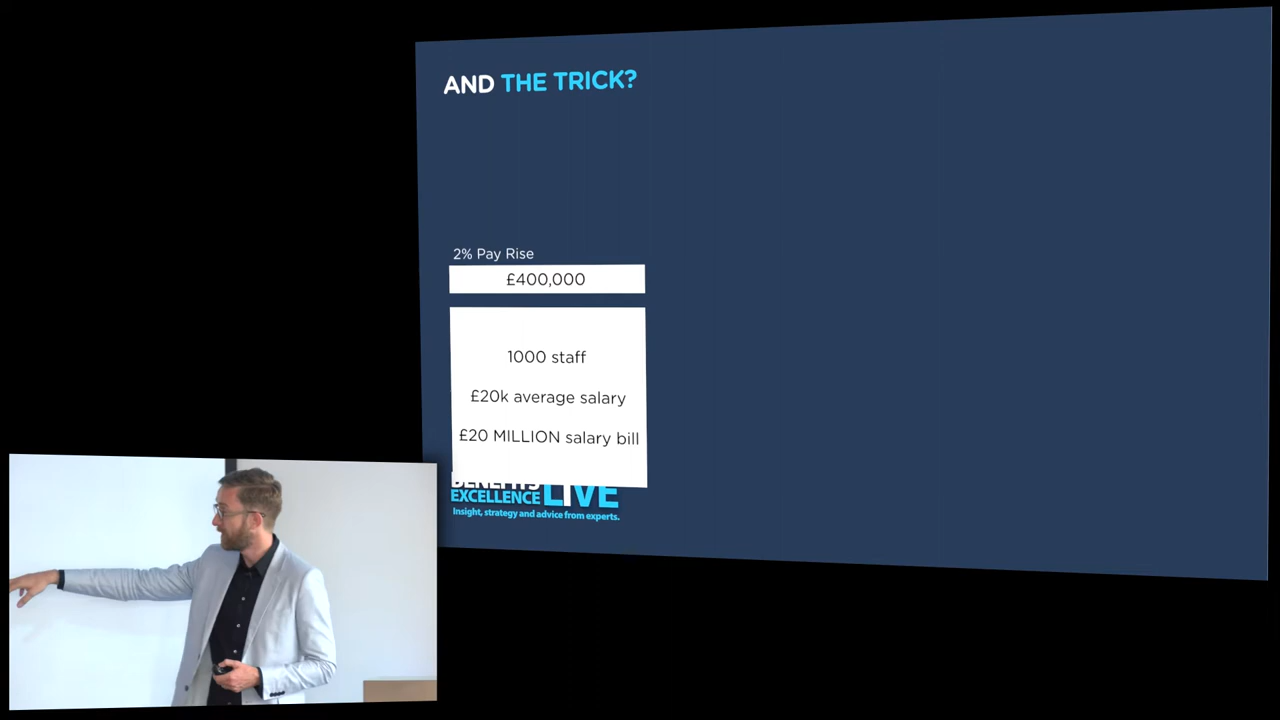 AND THE TRICK?
2% Pay Rise
£400,000
1000 staff
£20k average salary
£20 MILLION salary bill
BENEFITS
EXCELLENCE LIVE
Insight, strategy and advice from experts.